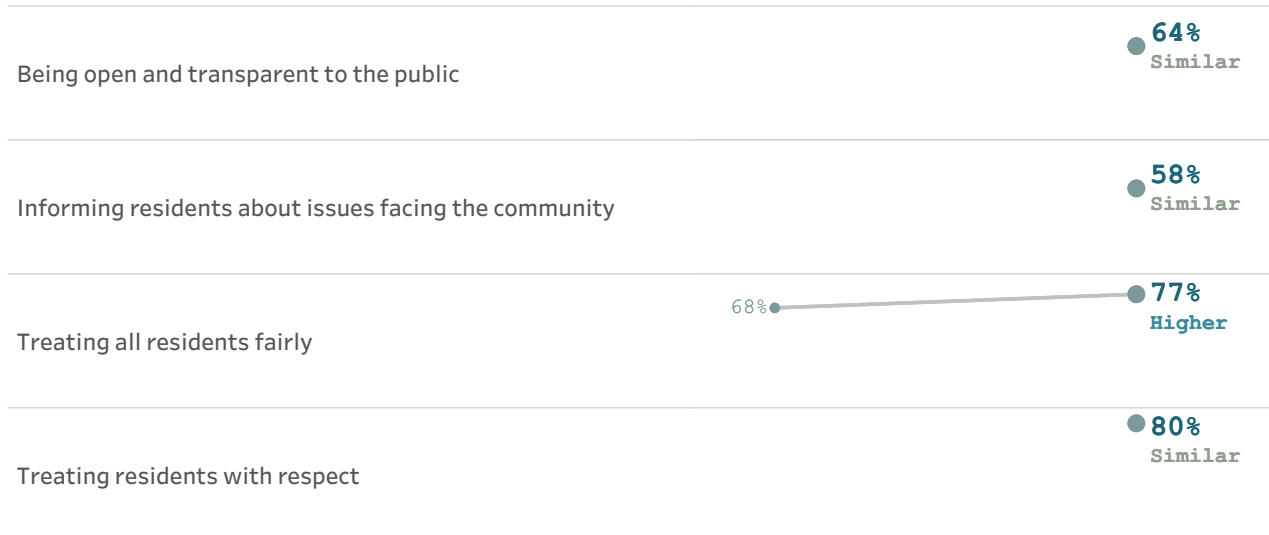 64%
Similar
Being open and transparent to the public
58%
Similar
Informing residents about issues facing the community
77%
68%
Higher
Treating all residents fairly
80%
Similar
Treating residents with respect